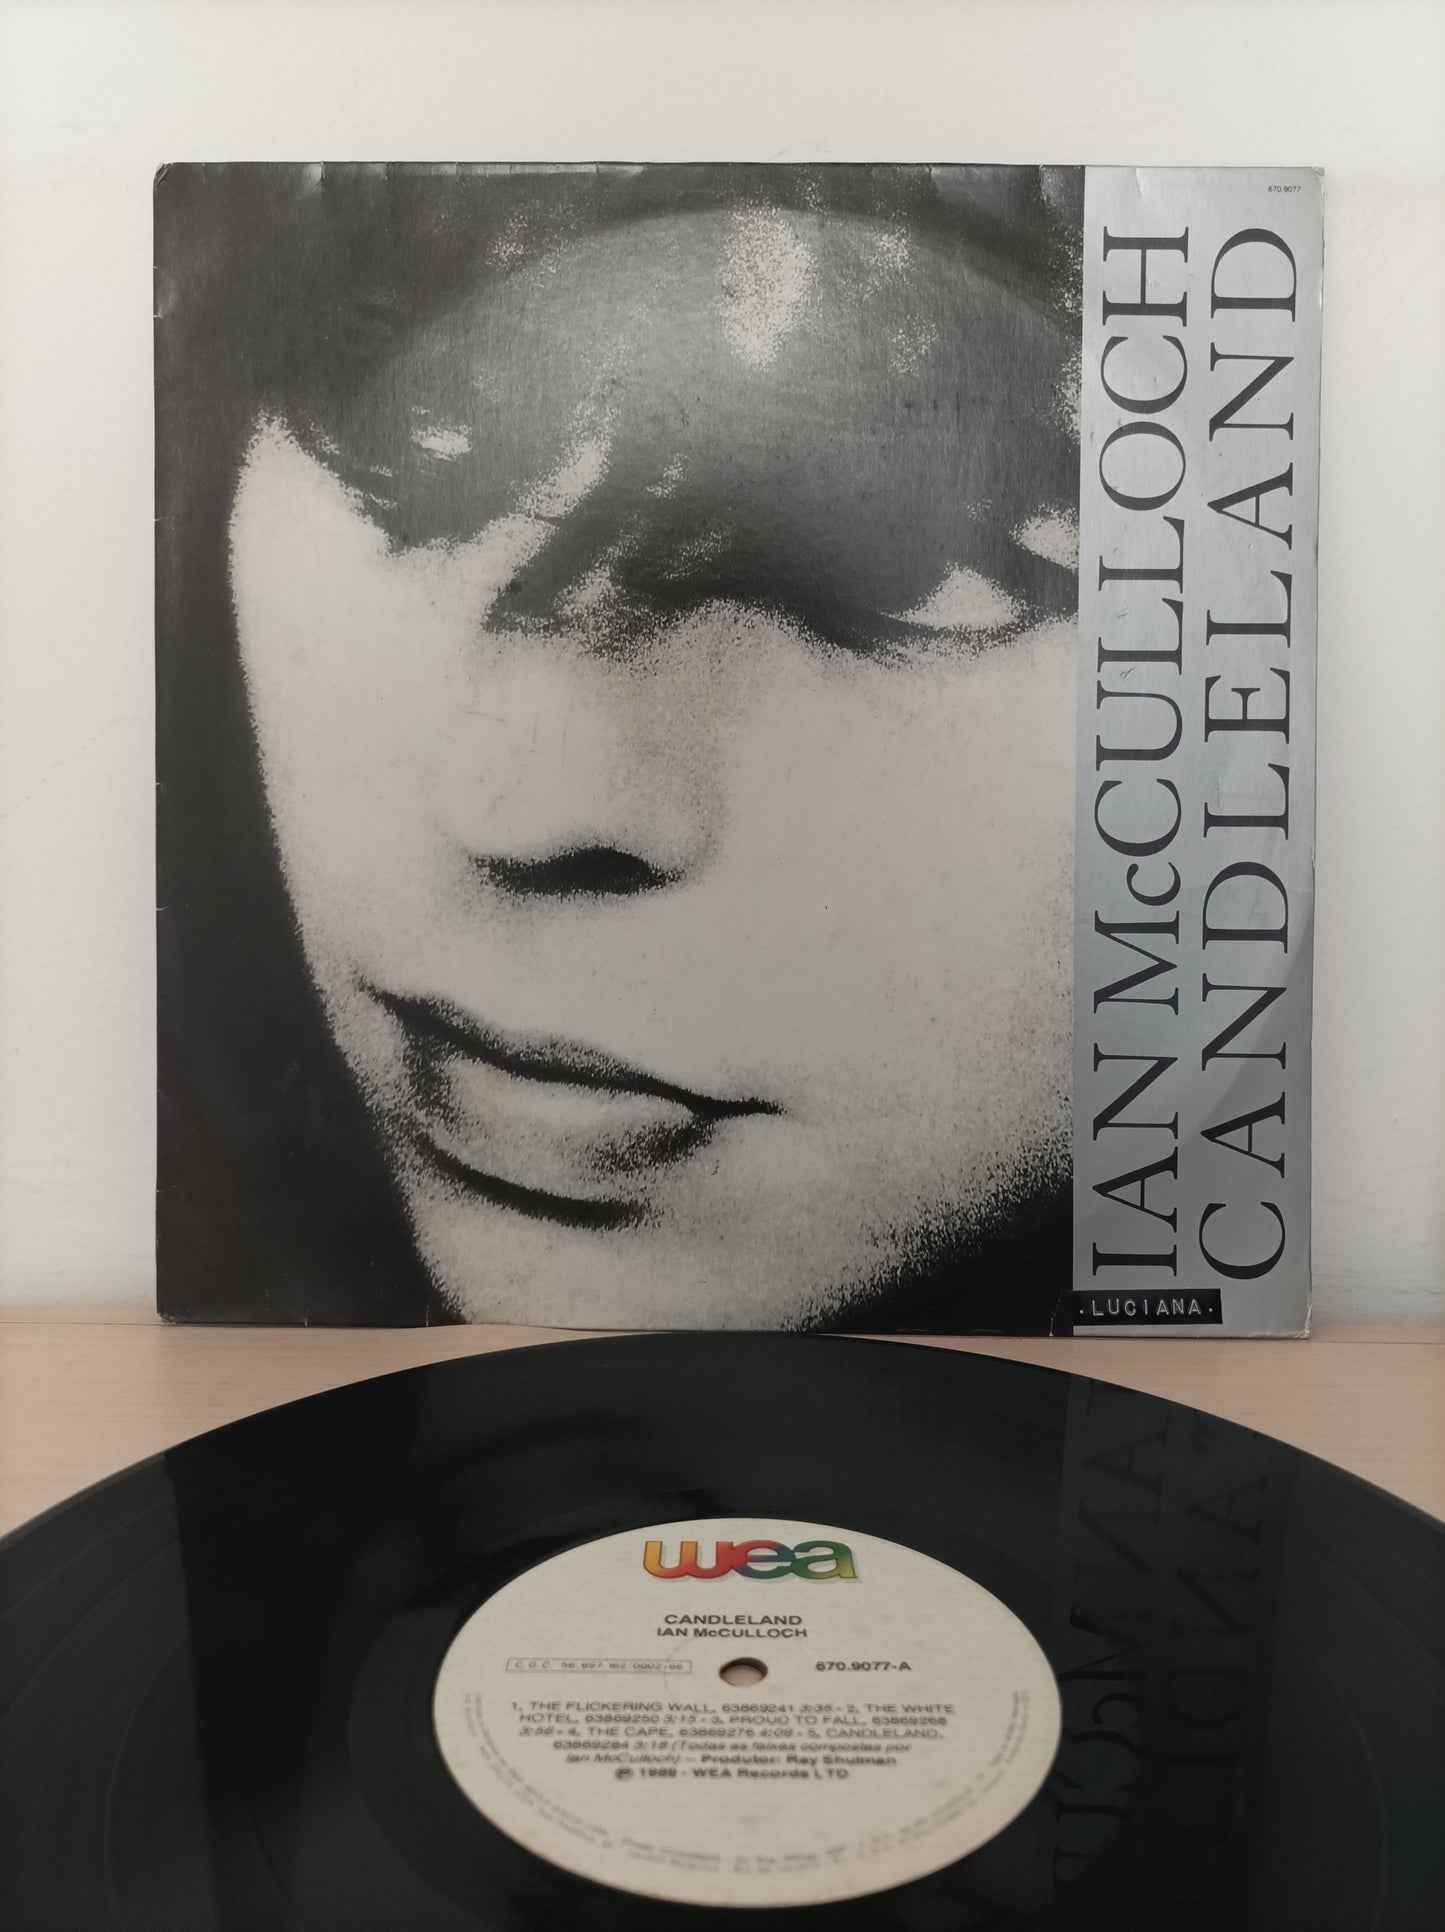 670.9077
IAN McCULLOCH
CANDLELAND
·LUCIANA·
wea
CANDLELAND
IAN McCULLOCH
C.G.C. 56.697.162/0002-66
670.9077-A
1. THE FLICKERING WALL, 63869241 3:35 - 2. THE WHITE
HOTEL, 63869250 3:15 - 3. PROUD TO FALL, 63869268
3:56 - 4. THE CAPE, 63869276 4:09 - 5. CANDLELAND,
63869284 3:19 (Todas as faixas compostas por
Ian McCulloch) - Produtor: Ray Shulman
℗ 1989 - WEA Records LTD